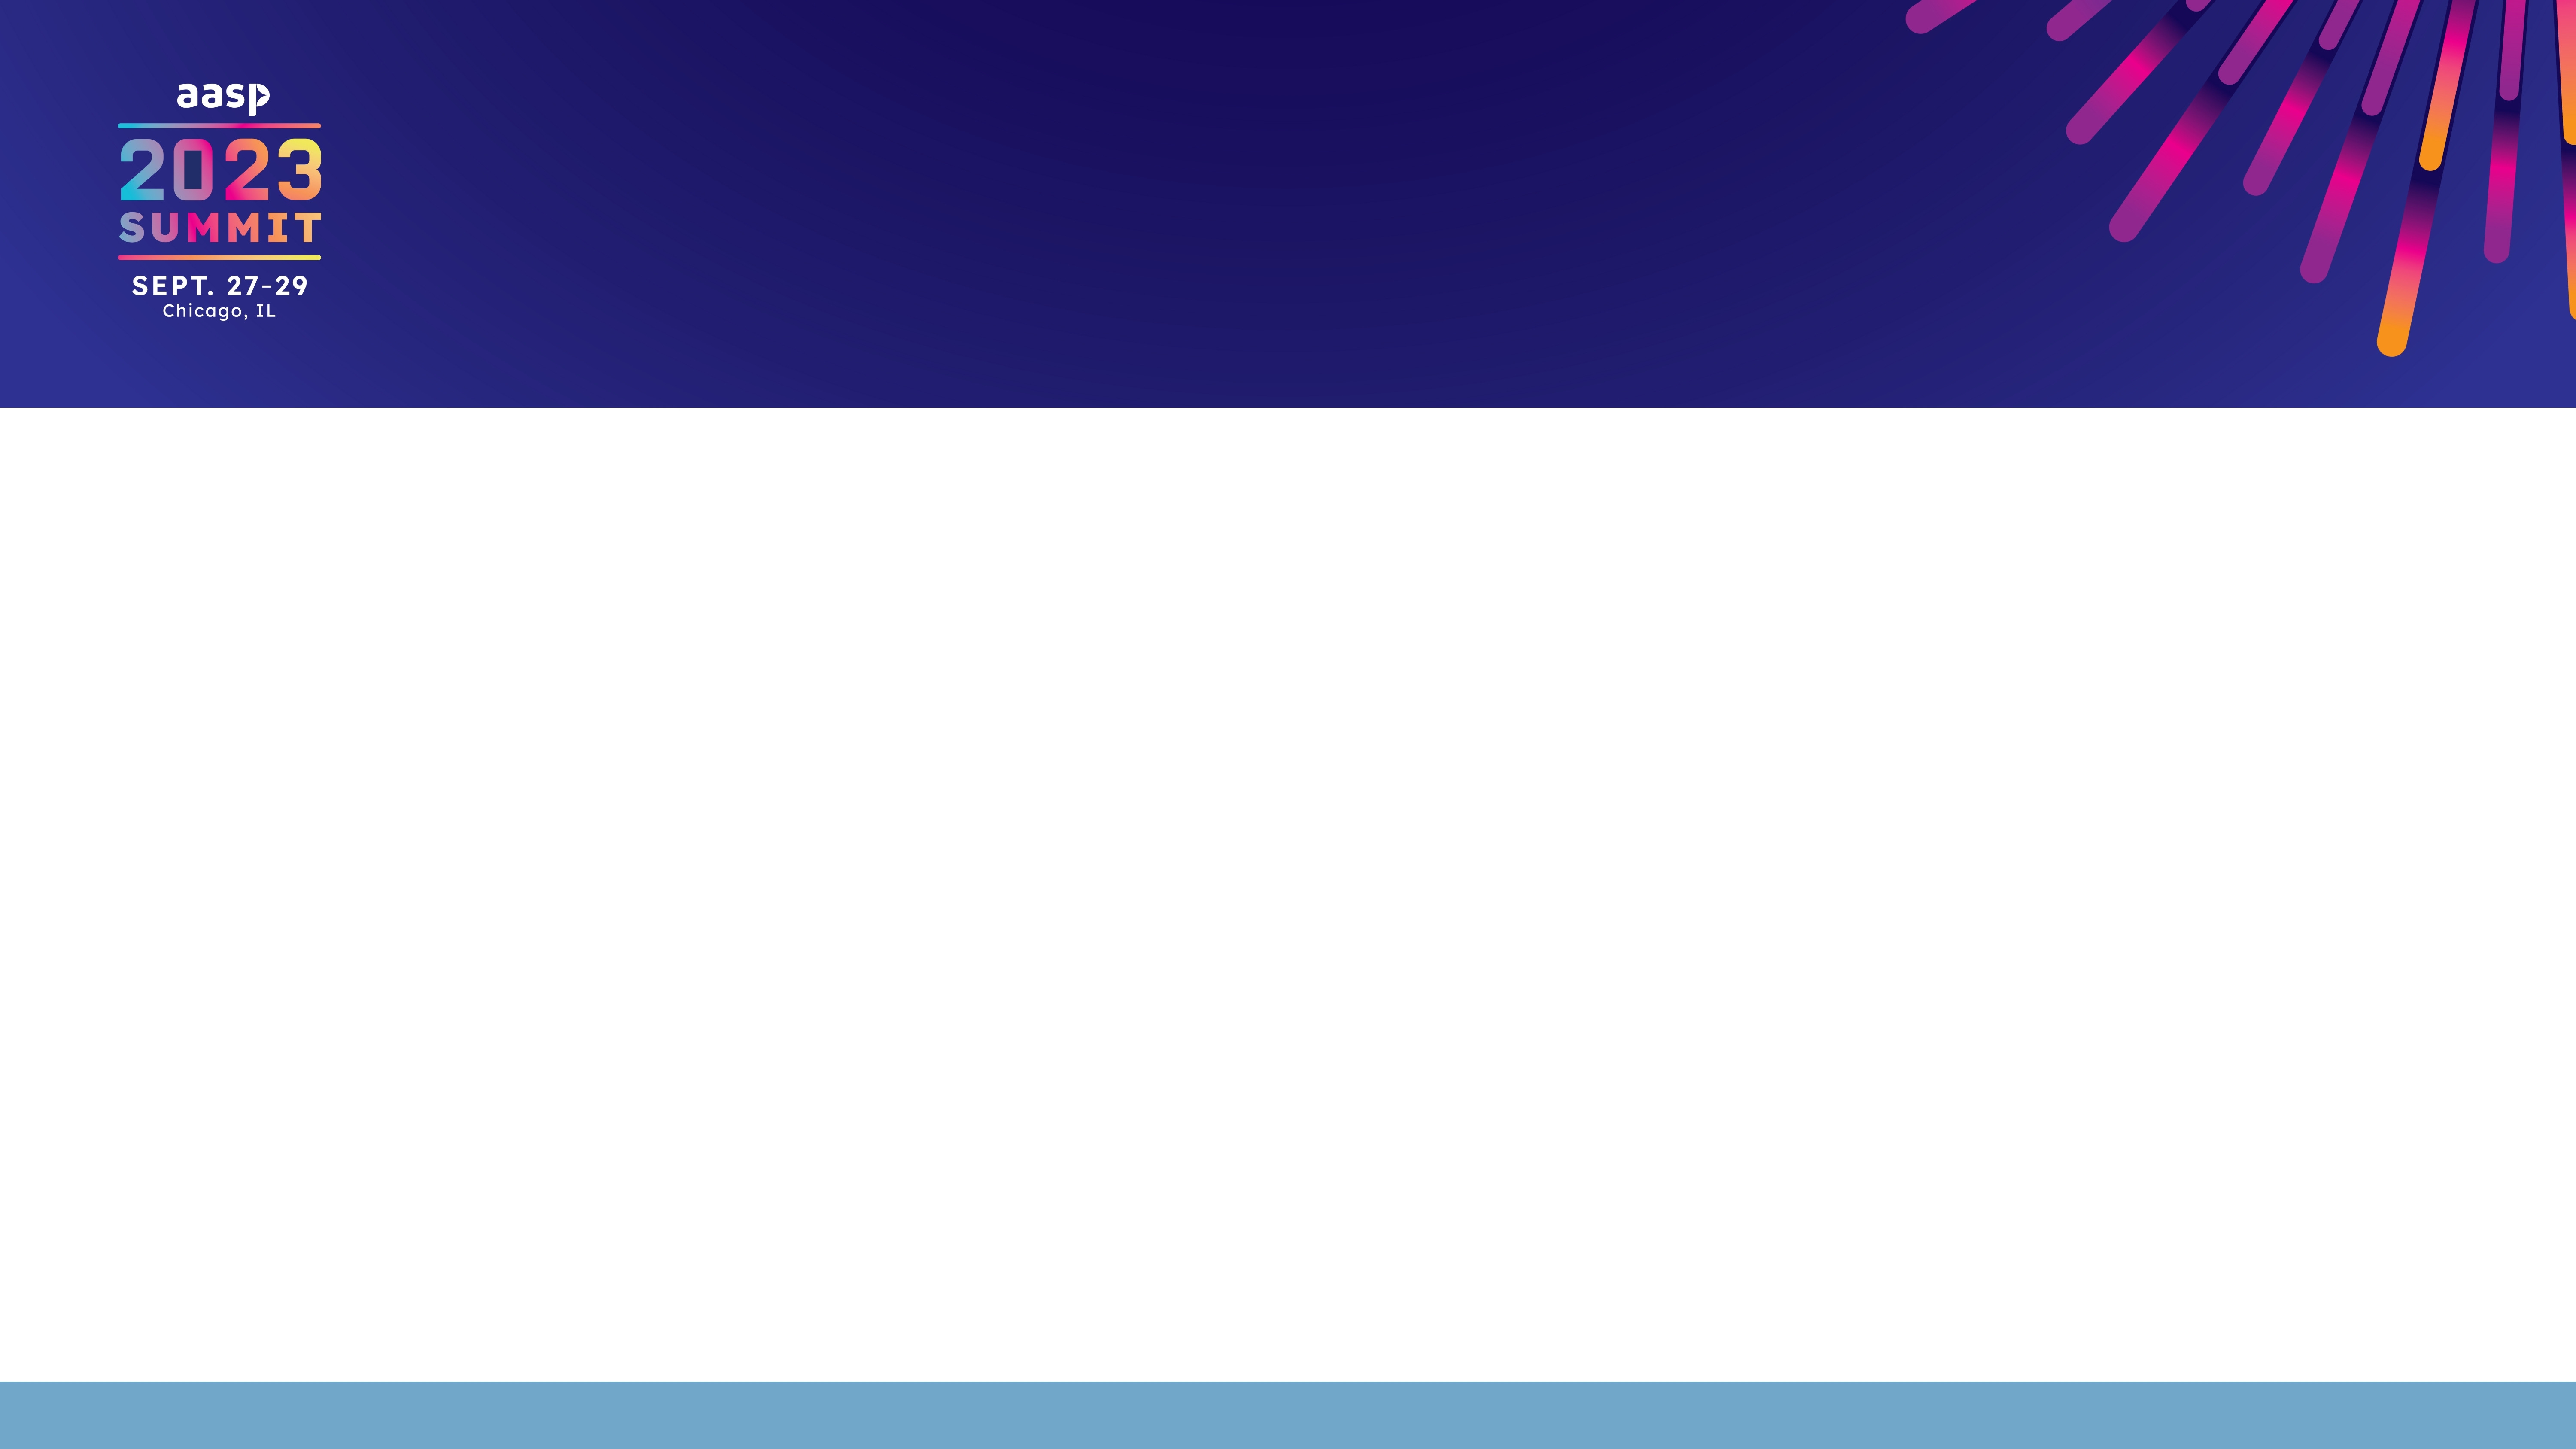 aasp
2023
SUMMIT
SEPT. 27-29
Chicago, IL